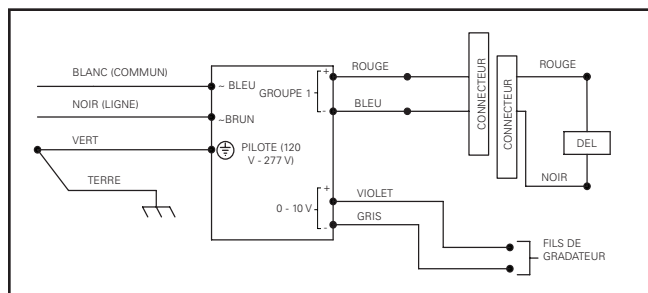 BLANC (COMMUN)
~ BLEU
NOIR (LIGNE)
~BRUN
VERT
PILOTE (120
V - 277 V)
TERRE
GROUPE 1
+
-
ROUGE
BLEU
CONNECTEUR
CONNECTEUR
ROUGE
DEL
NOIR
0 - 10 V
+
-
VIOLET
GRIS
FILS DE
GRADATEUR